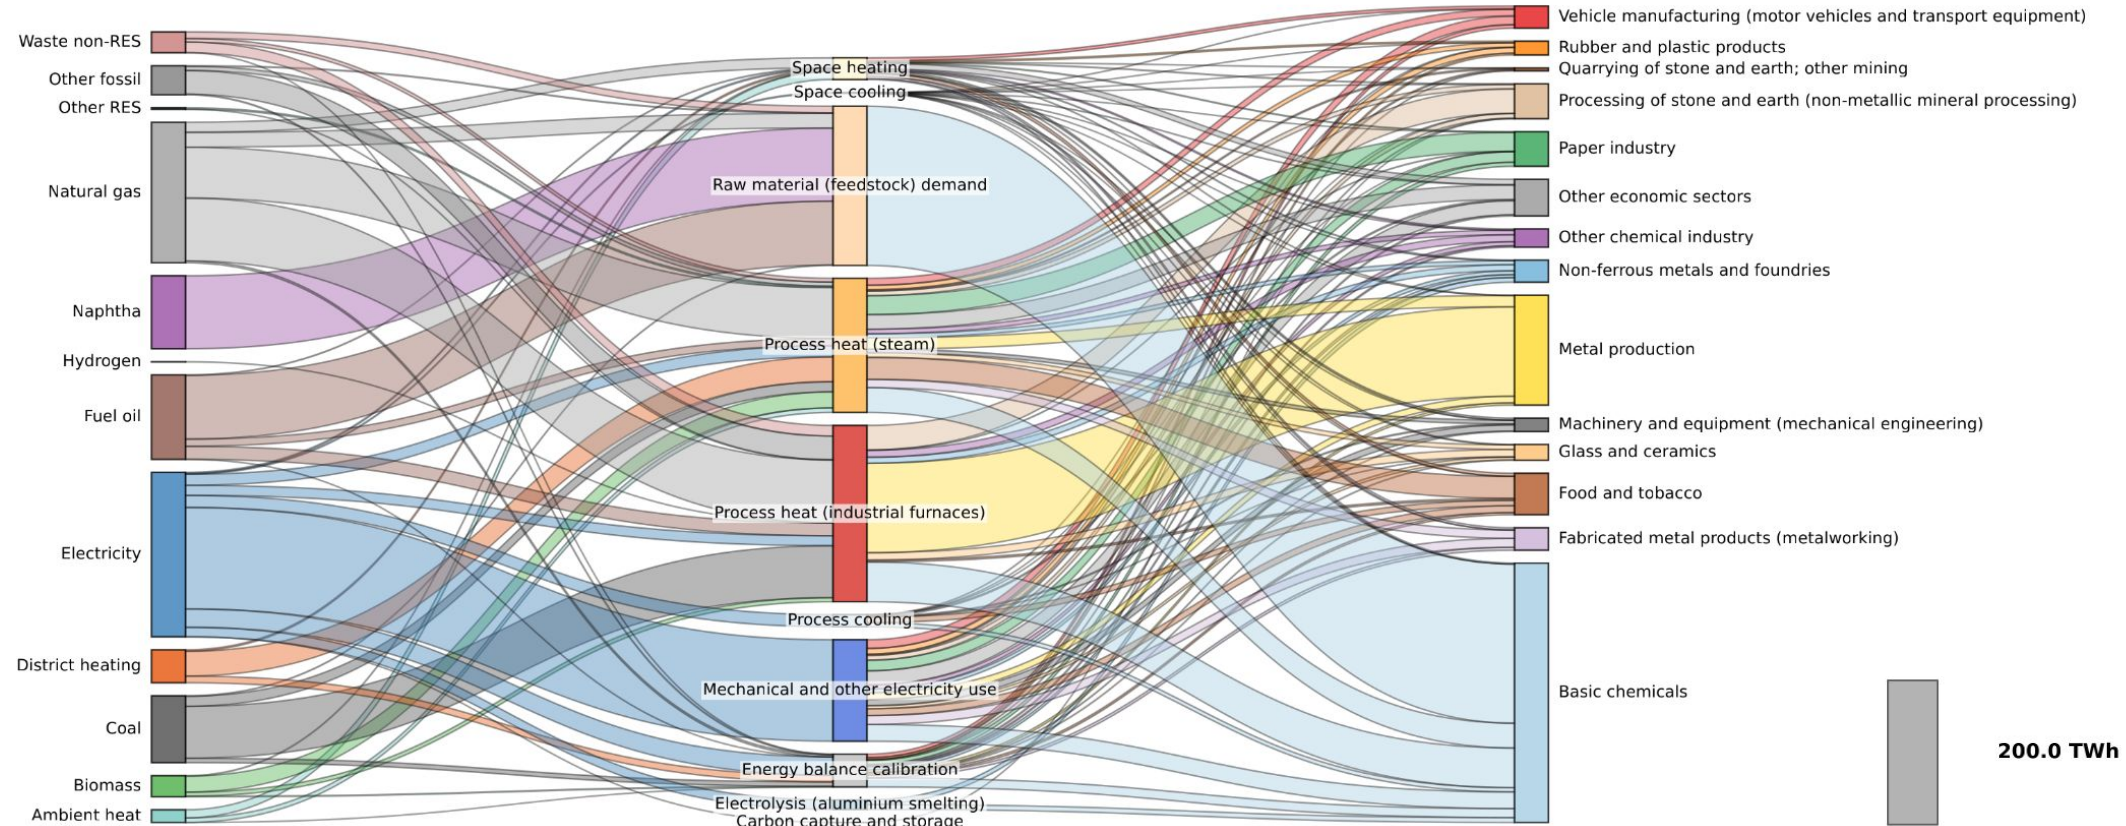 Waste non-RES
Other fossil
Other RES
Natural gas
Naphtha
Hydrogen
Fuel oil
Electricity
District heating
Coal
Biomass
Ambient heat
Space heating
Space cooling
Raw material (feedstock) demand
Process heat (steam)
Process heat (industrial furnaces)
Process cooling
Mechanical and other electricity use
Energy balance calibration
Electrolysis (aluminium smelting)
Carbon capture and storage
Vehicle manufacturing (motor vehicles and transport equipment)
Rubber and plastic products
Quarrying of stone and earth; other mining
Processing of stone and earth (non-metallic mineral processing)
Paper industry
Other economic sectors
Other chemical industry
Non-ferrous metals and foundries
Metal production
Machinery and equipment (mechanical engineering)
Glass and ceramics
Food and tobacco
Fabricated metal products (metalworking)
Basic chemicals
200.0 TWh